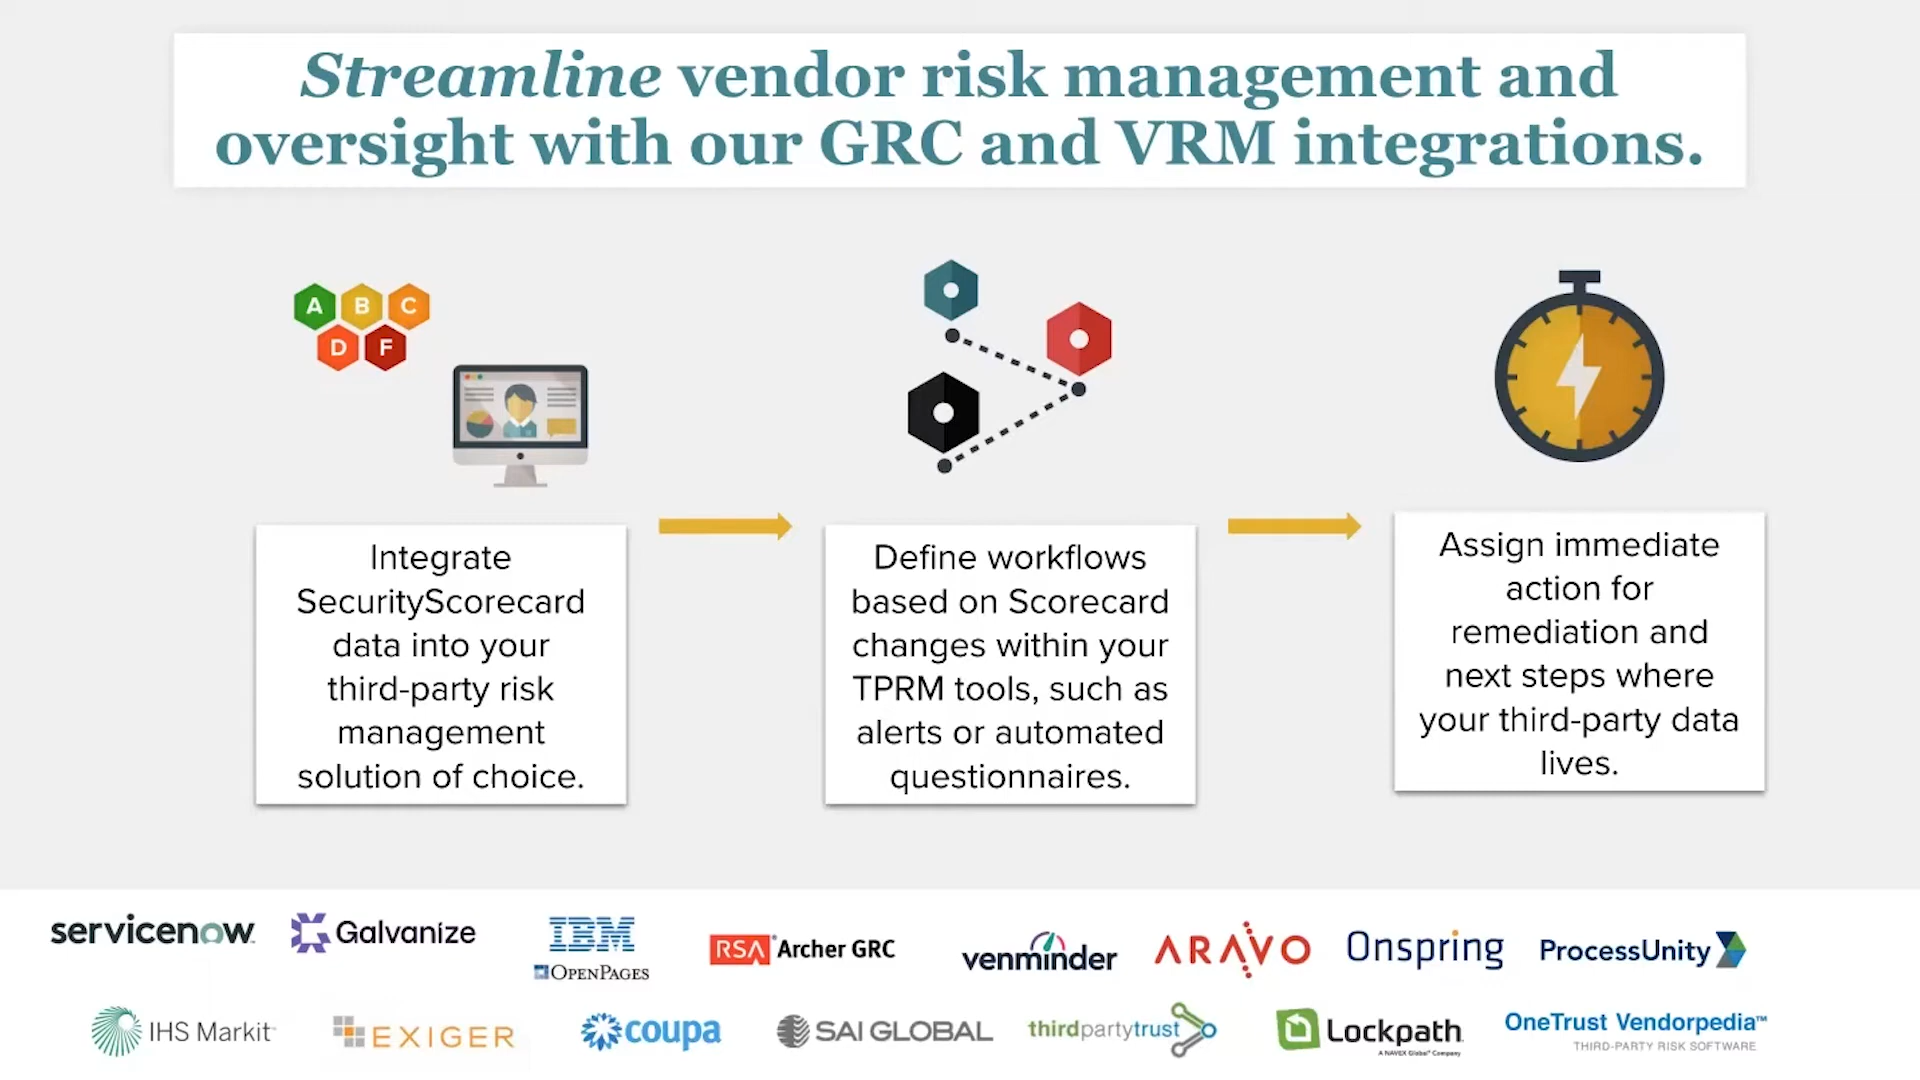 Streamline vendor risk management and
oversight with our GRC and VRM integrations.
A B C
D F
Integrate
SecurityScorecard
data into your
third-party risk
management
solution of choice.
Define workflows
based on Scorecard
changes within your
TPRM tools, such as
alerts or automated
questionnaires.
Assign immediate
action for
remediation and
next steps where
your third-party data
lives.
servicenow
Galvanize
IBM
OPENPAGES
RSA Archer GRC
venminder
ARAVO
Onspring
ProcessUnity
IHS Markit
EXIGER
coupa
SAI GLOBAL
thirdpartytrust
Lockpath
A NAVEX Global™ Company
OneTrust Vendorpedia™
THIRD-PARTY RISK SOFTWARE